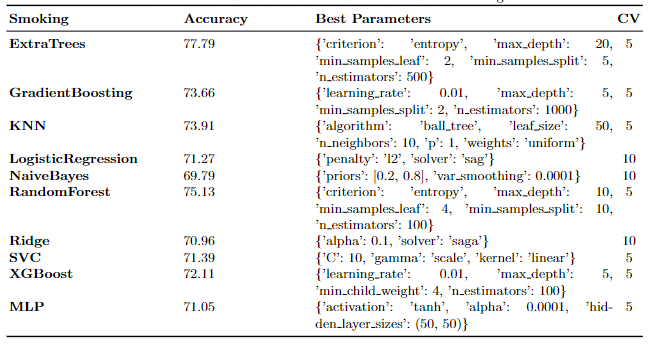 Smoking Accuracy Best Parameters CV
ExtraTrees 77.79 {'criterion': 'entropy', 'max_depth': 20, 5
'min_samples_leaf': 2, 'min_samples_split': 5,
'n_estimators': 500}
GradientBoosting 73.66 {'learning_rate': 0.01, 'max_depth': 5, 5
'min_samples_split': 2, 'n_estimators': 1000}
KNN 73.91 {'algorithm': 'ball_tree', 'leaf_size': 50, 5
'n_neighbors': 10, 'p': 1, 'weights': 'uniform'}
LogisticRegression 71.27 {'penalty': 'l2', 'solver': 'sag'} 10
NaiveBayes 69.79 {'priors': [0.2, 0.8], 'var_smoothing': 0.0001} 10
RandomForest 75.13 {'criterion': 'entropy', 'max_depth': 10, 5
'min_samples_leaf': 4, 'min_samples_split': 10,
'n_estimators': 100}
Ridge 70.96 {'alpha': 0.1, 'solver': 'saga'} 10
SVC 71.39 {'C': 10, 'gamma': 'scale', 'kernel': 'linear'} 5
XGBoost 72.11 {'learning_rate': 0.01, 'max_depth': 5, 5
'min_child_weight': 4, 'n_estimators': 100}
MLP 71.05 {'activation': 'tanh', 'alpha': 0.0001, 'hid- 5
den_layer_sizes': (50, 50)}